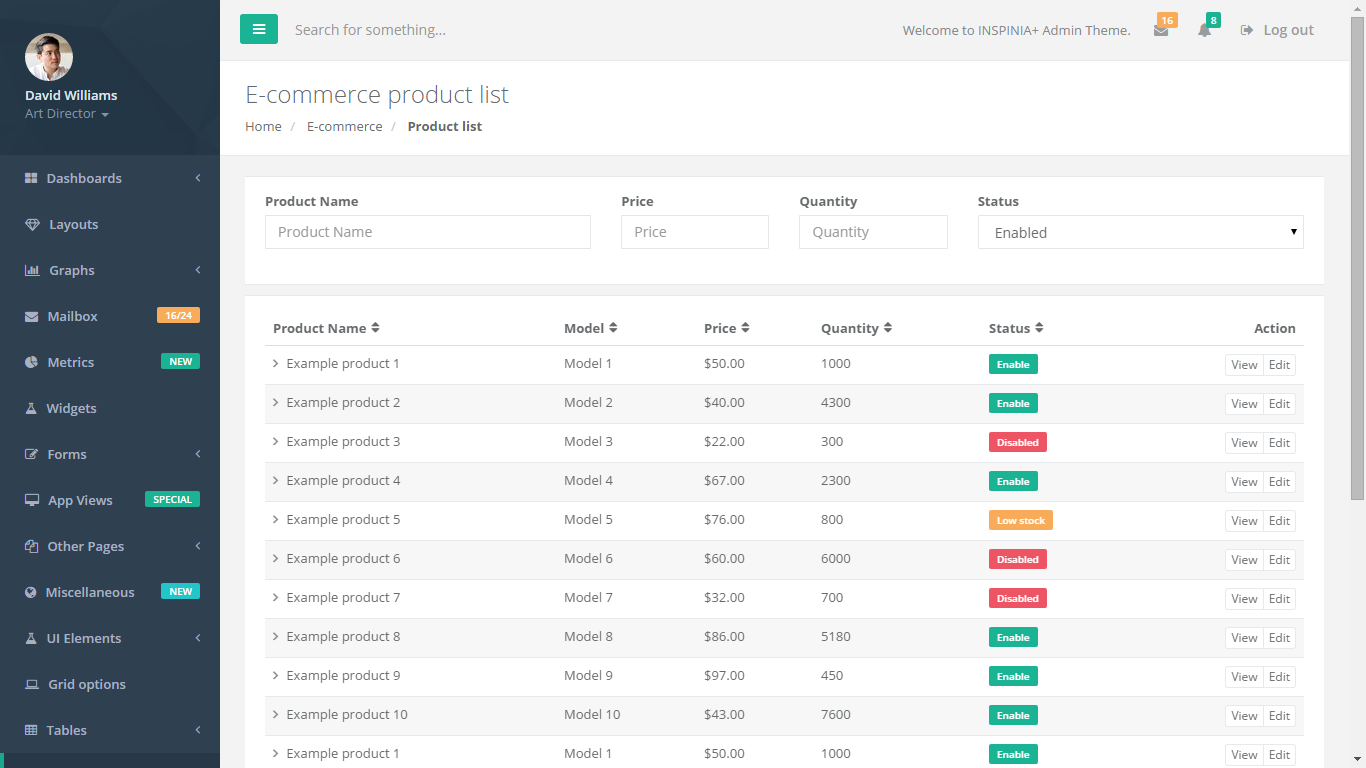 David Williams
Art Director
Dashboards
Layouts
Graphs
Mailbox 16/24
Metrics NEW
Widgets
Forms
App Views SPECIAL
Other Pages
Miscellaneous NEW
UI Elements
Grid options
Tables
Search for something...
Welcome to INSPINIA+ Admin Theme. 16 8 Log out
E-commerce product list
Home / E-commerce / Product list
Product Name Price Quantity Status
Product Name Price Quantity Enabled
Product Name Model Price Quantity Status Action
Example product 1 Model 1 $50.00 1000 Enable View Edit
Example product 2 Model 2 $40.00 4300 Enable View Edit
Example product 3 Model 3 $22.00 300 Disabled View Edit
Example product 4 Model 4 $67.00 2300 Enable View Edit
Example product 5 Model 5 $76.00 800 Low stock View Edit
Example product 6 Model 6 $60.00 6000 Disabled View Edit
Example product 7 Model 7 $32.00 700 Disabled View Edit
Example product 8 Model 8 $86.00 5180 Enable View Edit
Example product 9 Model 9 $97.00 450 Enable View Edit
Example product 10 Model 10 $43.00 7600 Enable View Edit
Example product 1 Model 1 $50.00 1000 Enable View Edit